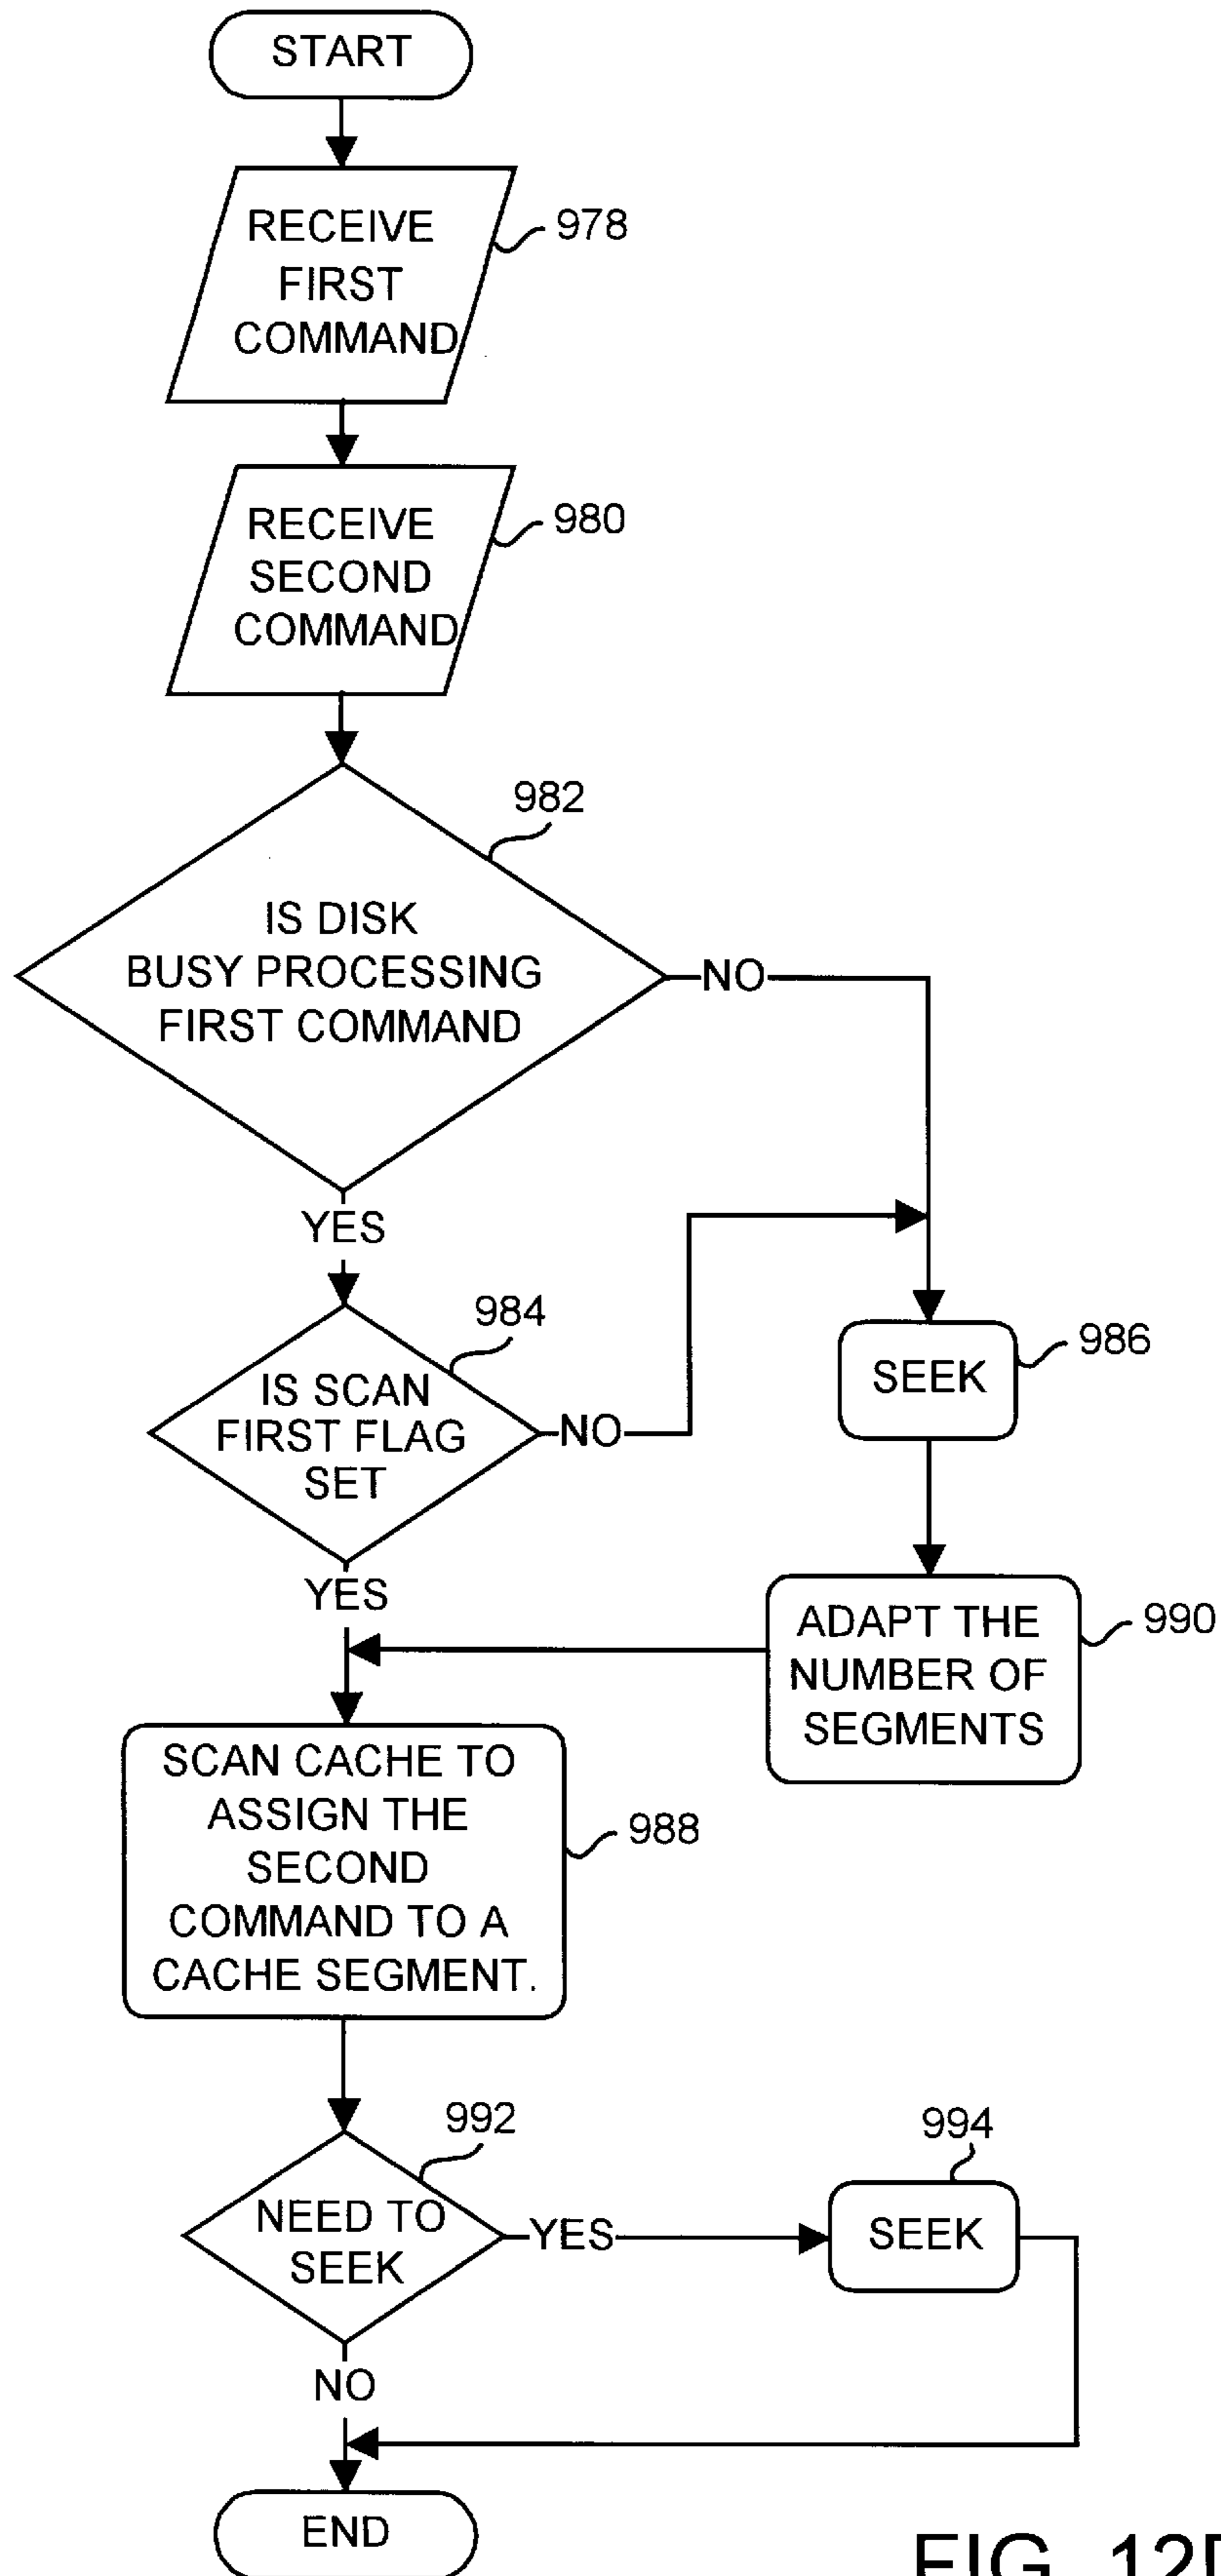 START
RECEIVE
FIRST
COMMAND
978
RECEIVE
SECOND
COMMAND
980
982
IS DISK
BUSY PROCESSING
FIRST COMMAND
NO
YES
984
IS SCAN
FIRST FLAG
SET
NO
986
SEEK
YES
ADAPT THE
NUMBER OF
SEGMENTS
990
SCAN CACHE TO
ASSIGN THE
SECOND
COMMAND TO A
CACHE SEGMENT.
988
992
NEED TO
SEEK
YES
994
SEEK
NO
END
FIG. 12